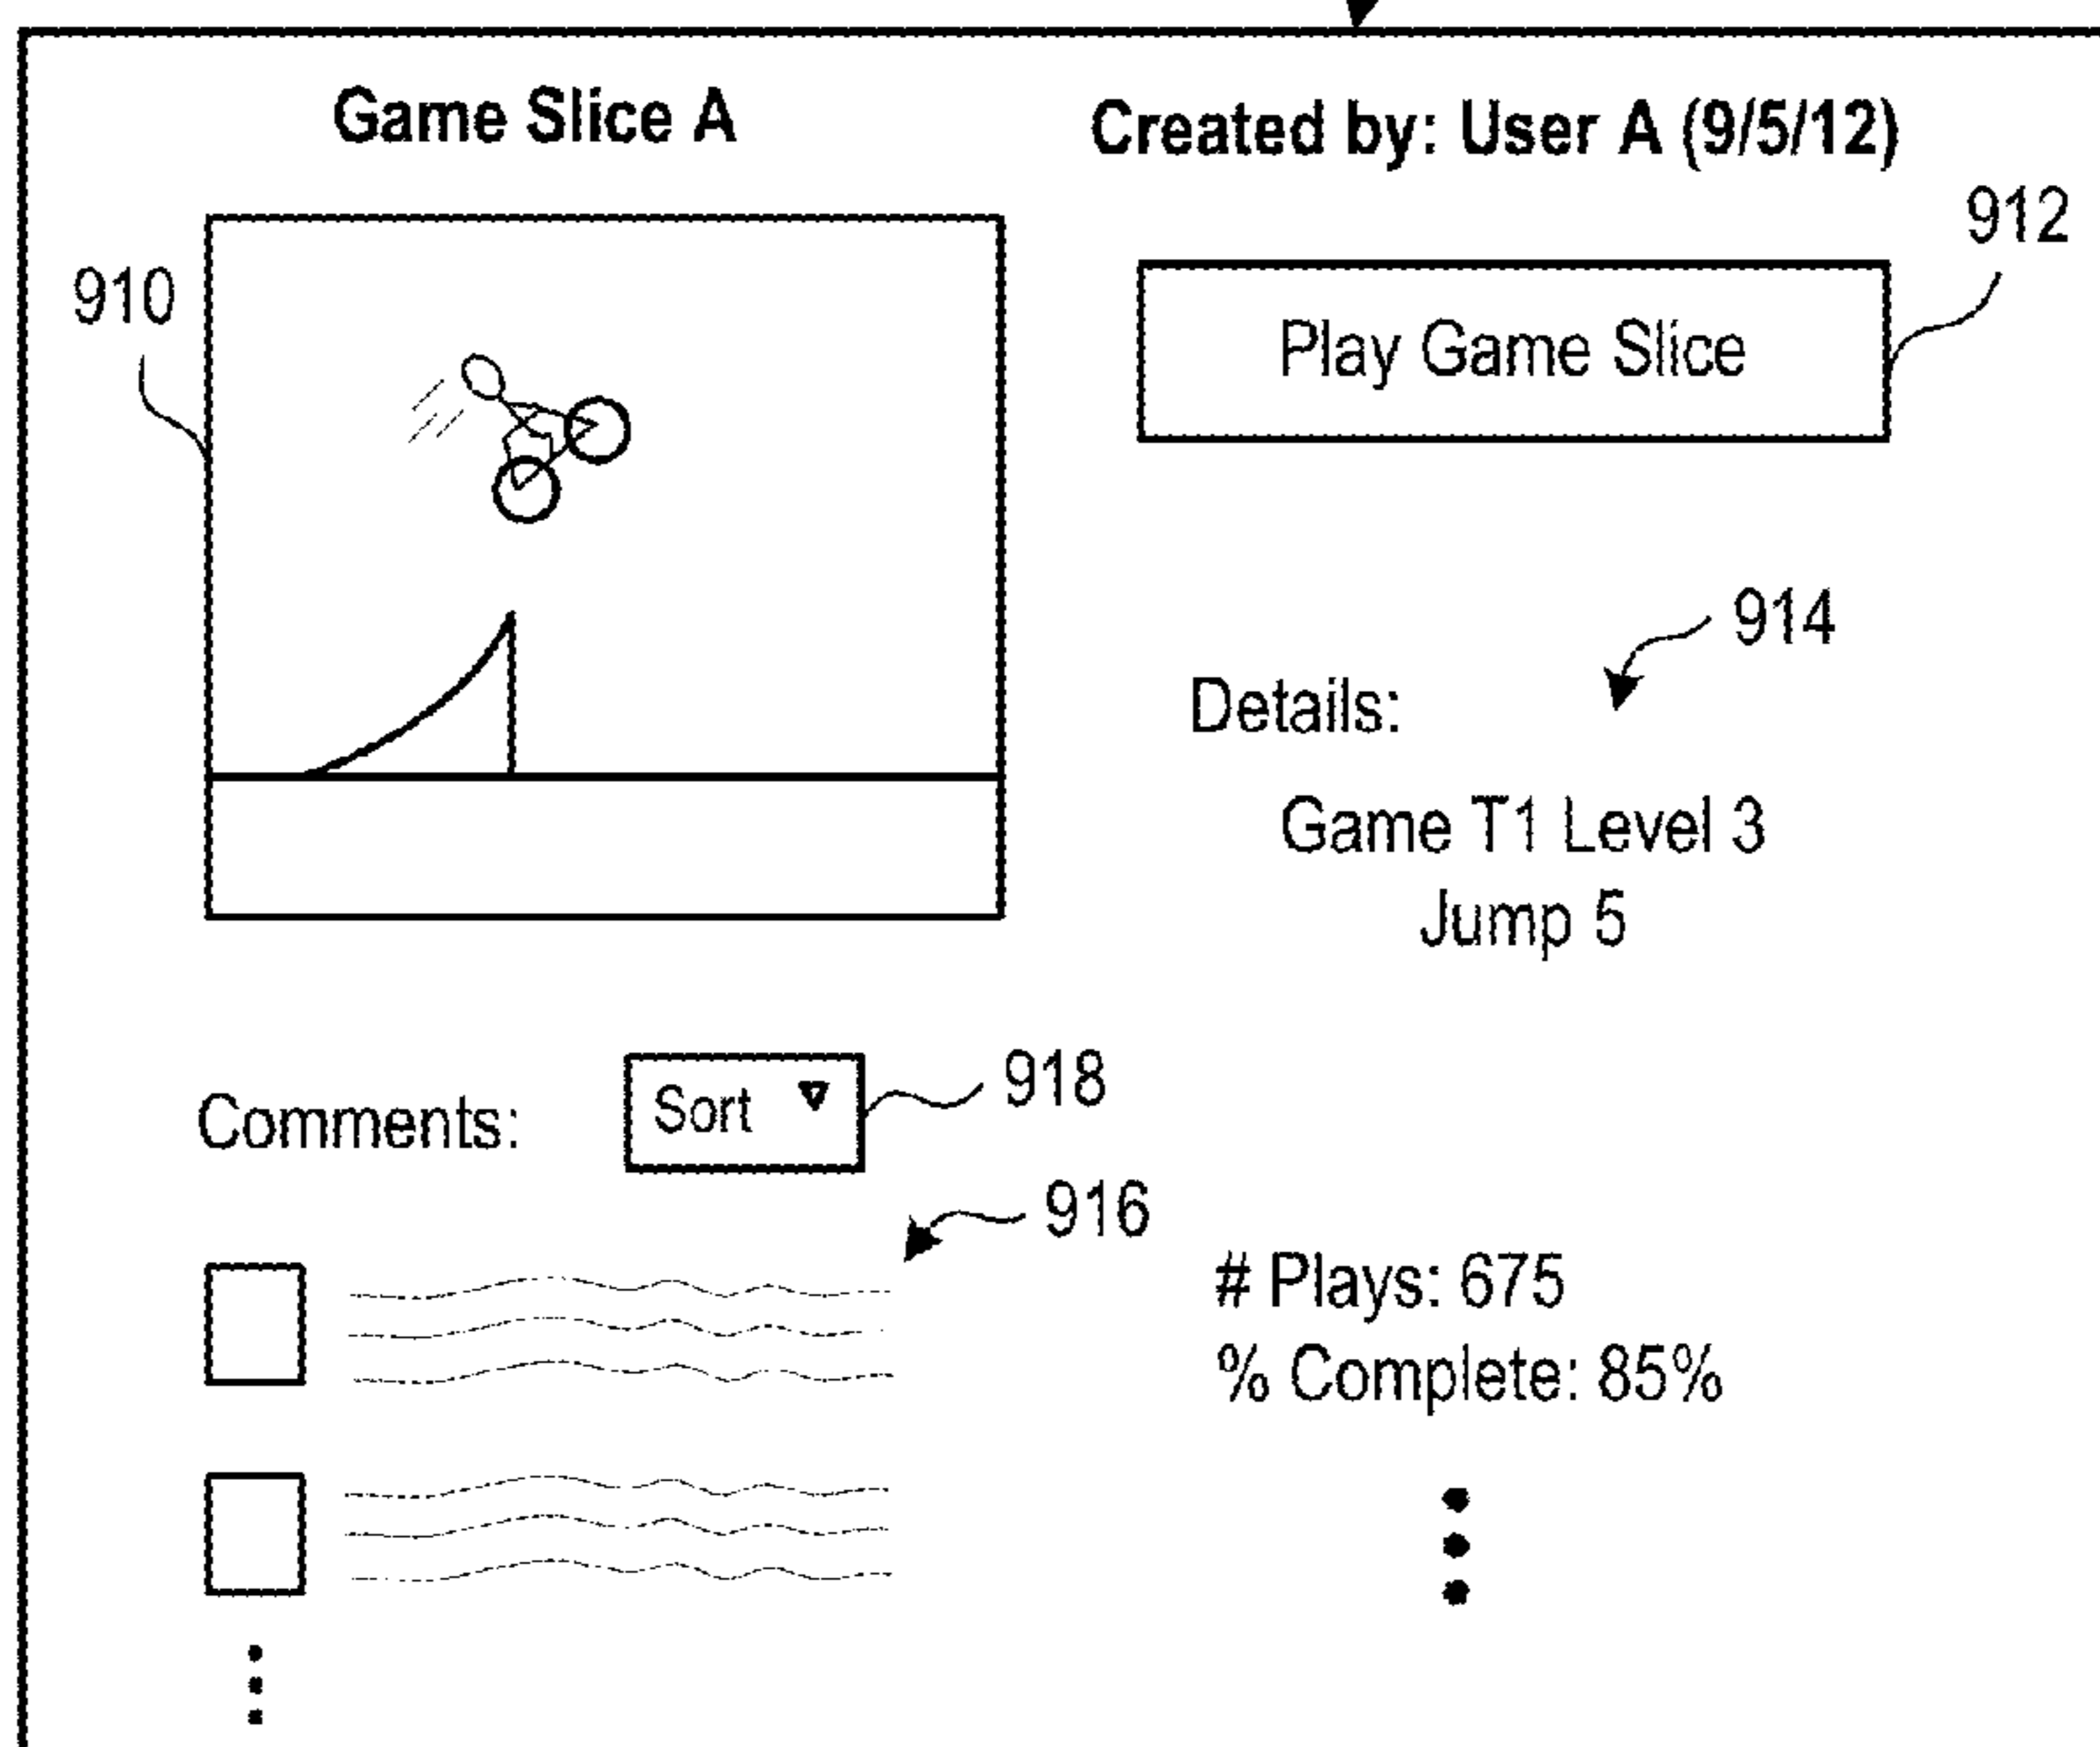 Game Slice A
Created by: User A (9/5/12)
912
910
Play Game Slice
914
Details:
Game T1 Level 3
Jump 5
Comments:
Sort
918
916
# Plays: 675
% Complete: 85%